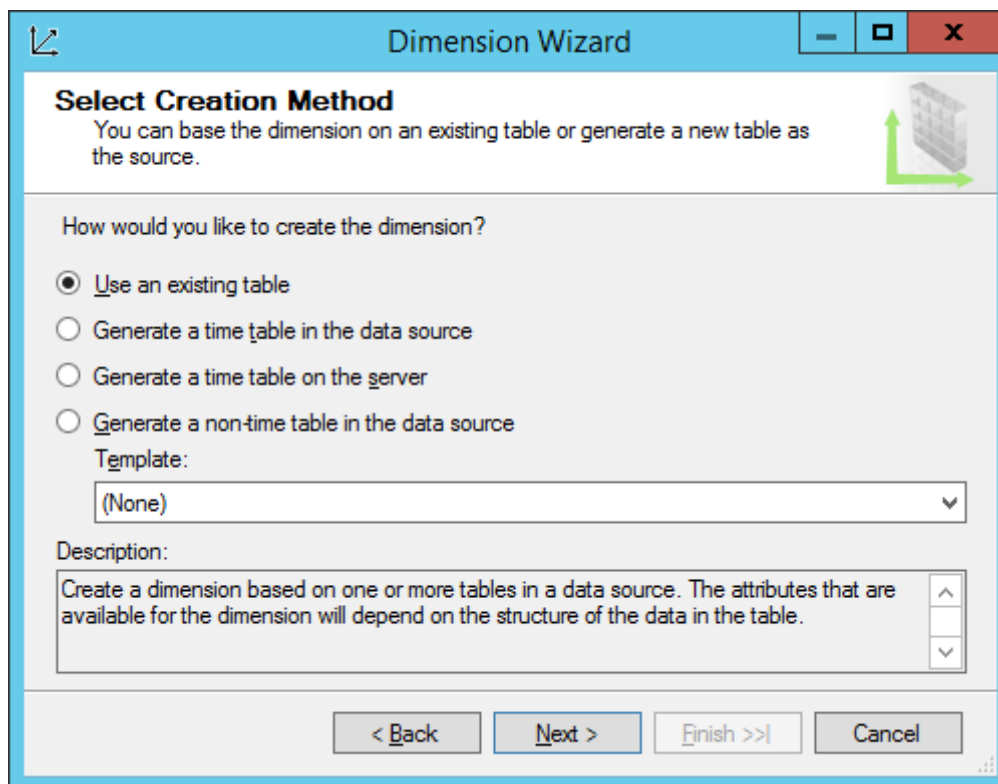 Dimension Wizard
Select Creation Method
You can base the dimension on an existing table or generate a new table as
the source.
How would you like to create the dimension?
Use an existing table
Generate a time table in the data source
Generate a time table on the server
Generate a non-time table in the data source
Template:
(None)
Description:
Create a dimension based on one or more tables in a data source. The attributes that are
available for the dimension will depend on the structure of the data in the table.
< Back
Next >
Finish >>|
Cancel